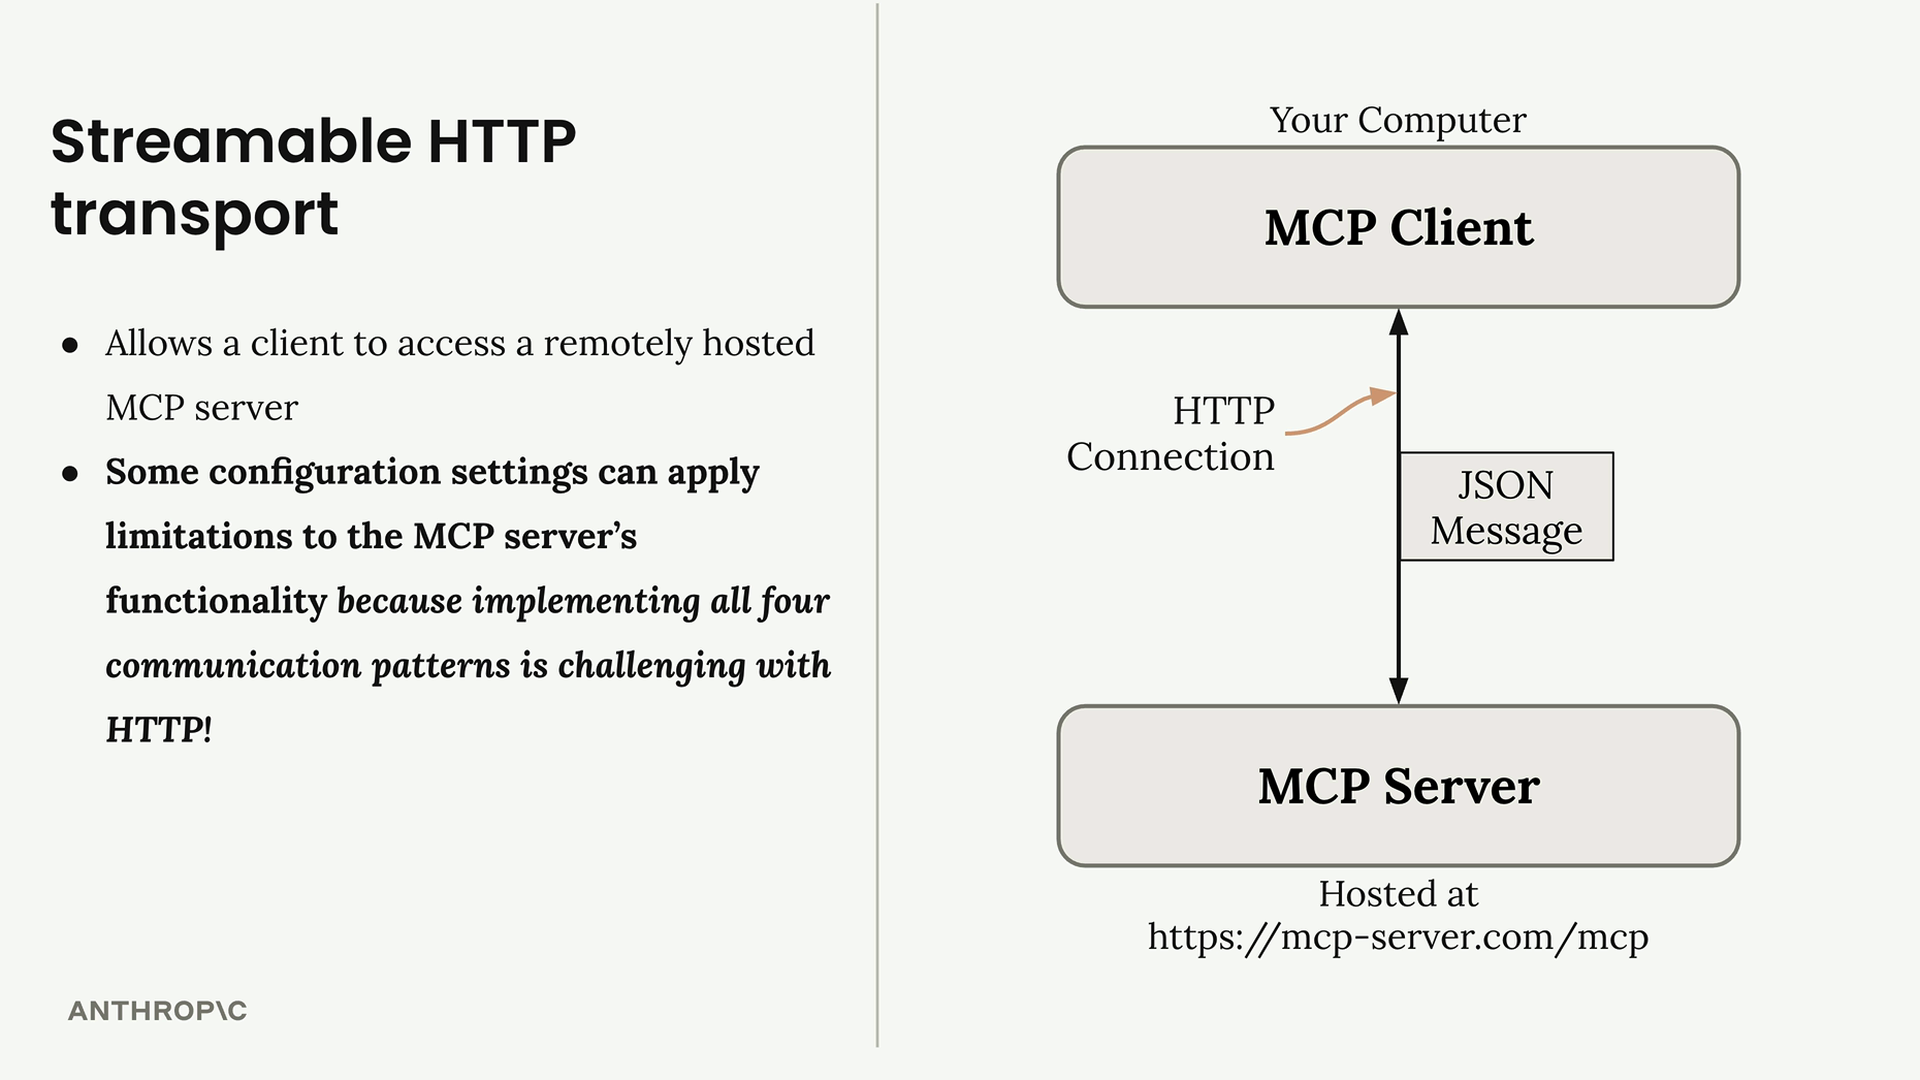 Streamable HTTP
transport
● Allows a client to access a remotely hosted
MCP server
● Some configuration settings can apply
limitations to the MCP server’s
functionality because implementing all four
communication patterns is challenging with
HTTP!
ANTHROP\C
Your Computer
MCP Client
HTTP
Connection
JSON
Message
MCP Server
Hosted at
https://mcp-server.com/mcp